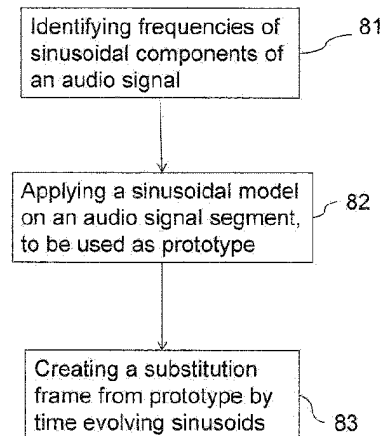 Identifying frequencies of
sinusoidal components of
an audio signal
81
Applying a sinusoidal model
on an audio signal segment,
to be used as prototype
82
Creating a substitution
frame from prototype by
time evolving sinusoids
83